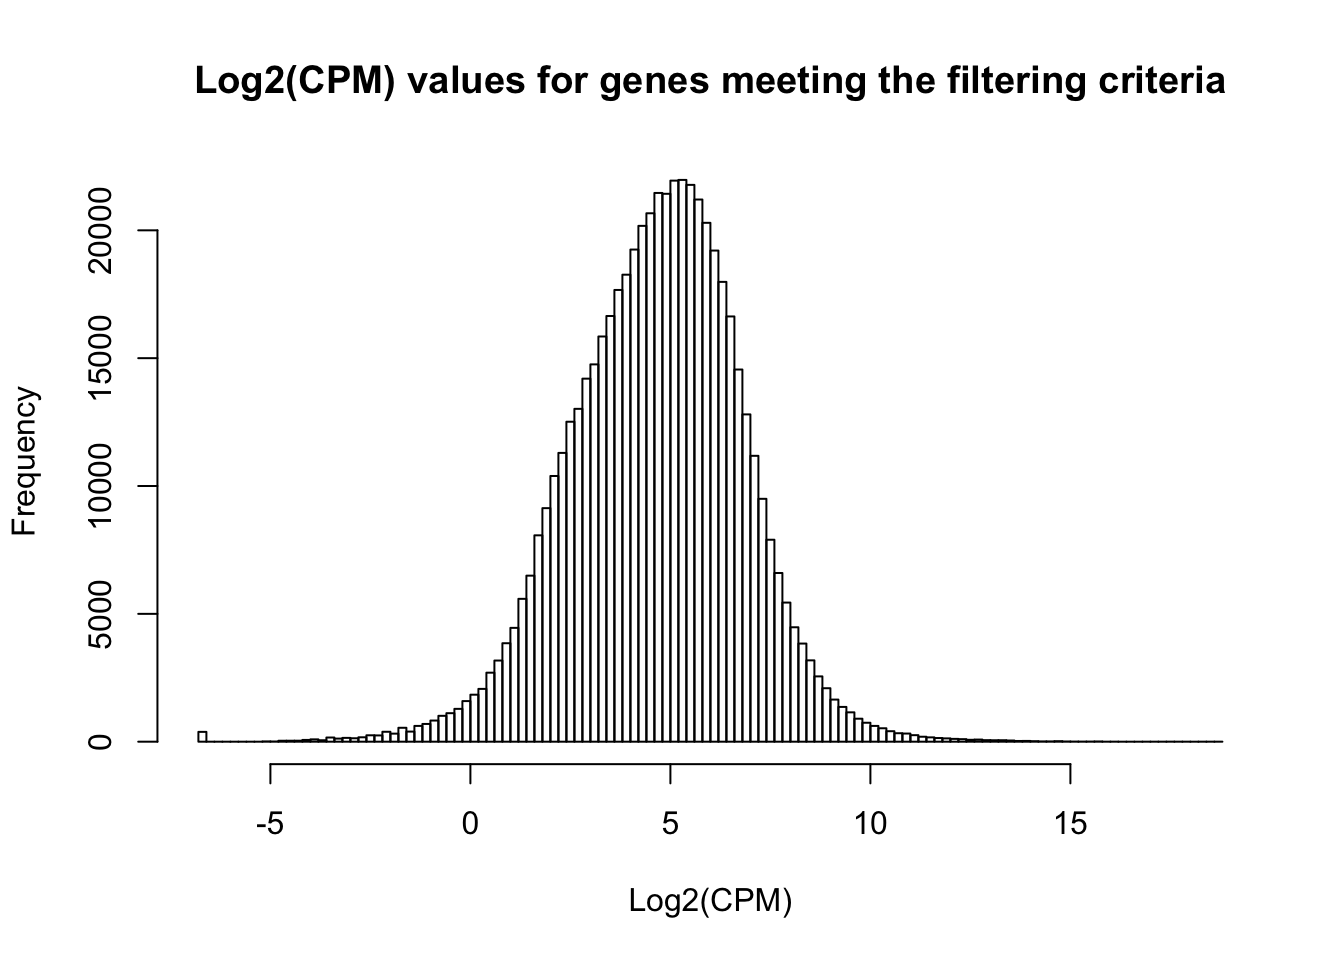 Log2(CPM) values for genes meeting the filtering criteria
Frequency
20000
15000
10000
5000
0
-5 0 5 10 15
Log2(CPM)